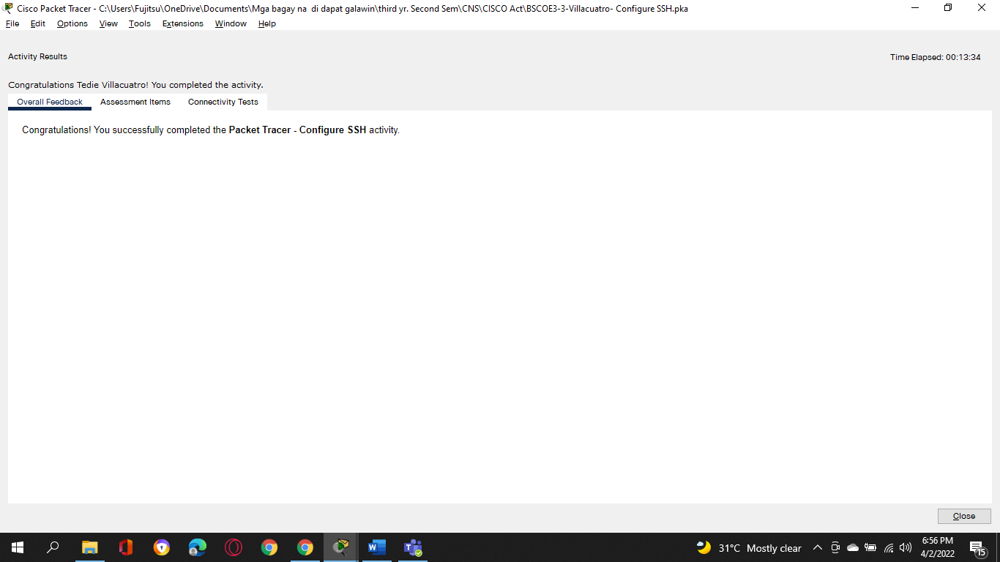 Cisco Packet Tracer - C:\Users\Fujitsu\OneDrive\Documents\Mga bagay na  di dapat galawin\third yr. Second Sem\CNS\CISCO Act\BSCOE3-3-Villacuatro- Configure SSH.pka
File Edit Options View Tools Extensions Window Help
Activity Results Time Elapsed: 00:13:34
Congratulations Tedie Villacuatro! You completed the activity.
Overall Feedback Assessment Items Connectivity Tests
Congratulations! You successfully completed the Packet Tracer - Configure SSH activity.
Close
31°C Mostly clear 6:56 PM
4/2/2022
15